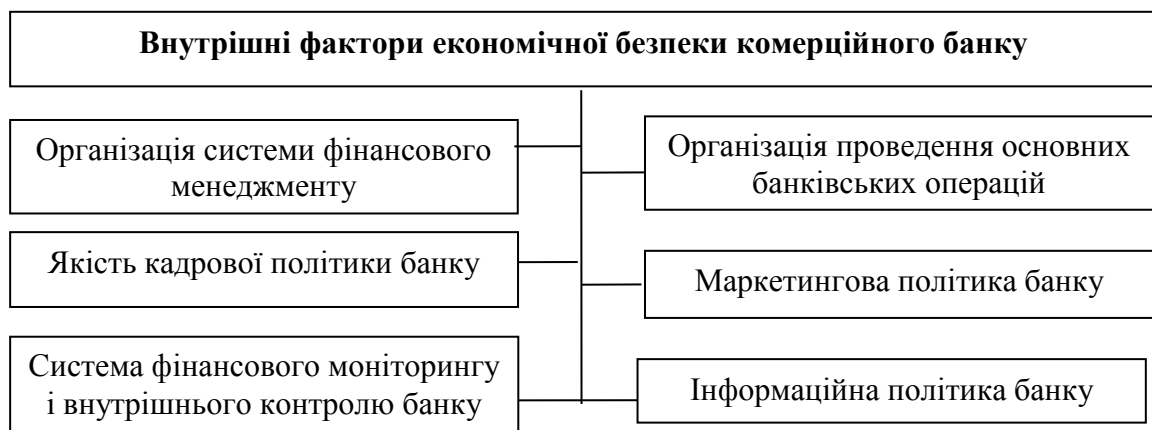 Внутрішні фактори економічної безпеки комерційного банку
Організація системи фінансового
менеджменту
Організація проведення основних
банківських операцій
Якість кадрової політики банку
Маркетингова політика банку
Система фінансового моніторингу
і внутрішнього контролю банку
Інформаційна політика банку